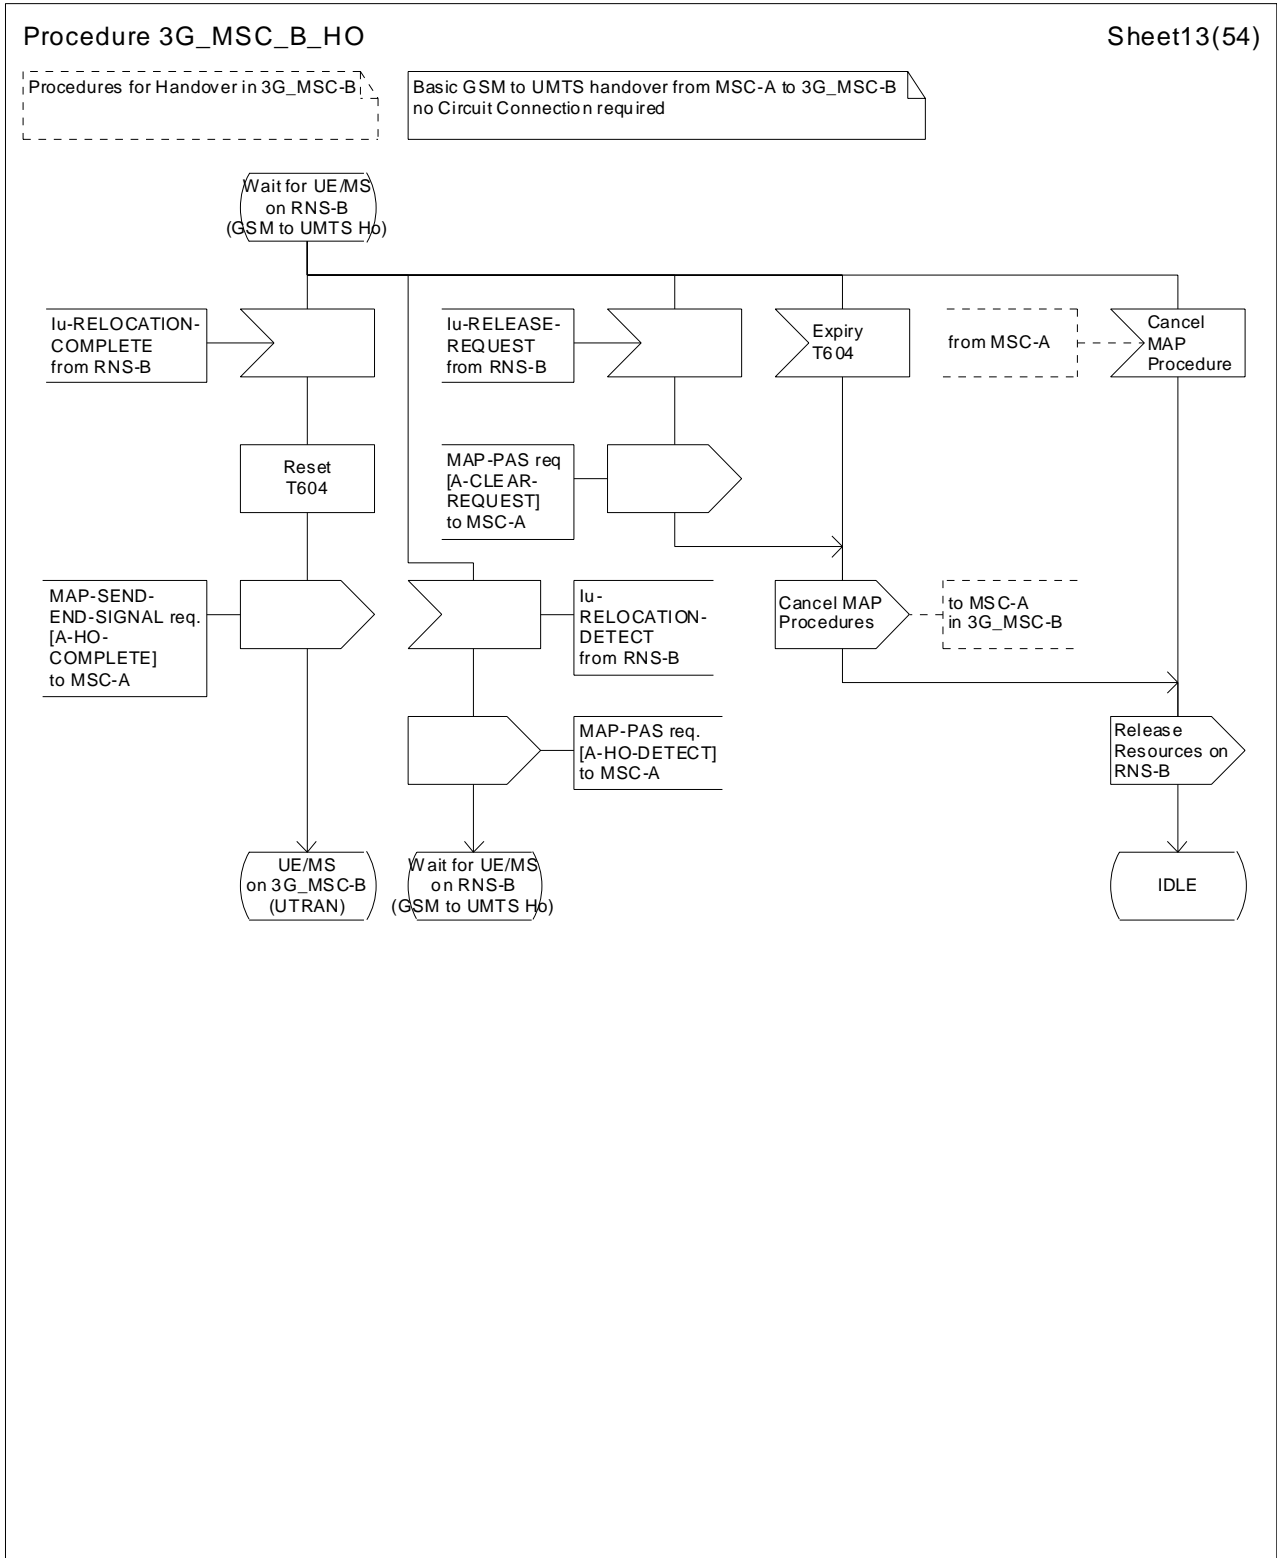 Procedure 3G_MSC_B_HO
Sheet13(54)
Procedures for Handover in 3G_MSC-B
Basic GSM to UMTS handover from MSC-A to 3G_MSC-B
no Circuit Connection required
Wait for UE/MS
on RNS-B
(GSM to UMTS Ho)
Iu-RELOCATION-
COMPLETE
from RNS-B
Iu-RELEASE-
REQUEST
from RNS-B
Expiry
T604
from MSC-A
Cancel
MAP
Procedure
Reset
T604
MAP-PAS req
[A-CLEAR-
REQUEST]
to MSC-A
MAP-SEND-
END-SIGNAL req.
[A-HO-
COMPLETE]
to MSC-A
Iu-
RELOCATION-
DETECT
from RNS-B
Cancel MAP
Procedures
to MSC-A
in 3G_MSC-B
MAP-PAS req.
[A-HO-DETECT]
to MSC-A
Release
Resources on
RNS-B
UE/MS
on 3G_MSC-B
(UTRAN)
Wait for UE/MS
on RNS-B
(GSM to UMTS Ho)
IDLE